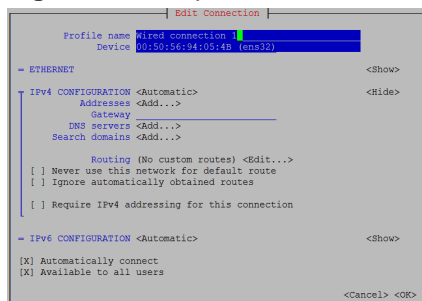 Edit Connection
Profile name Wired connection 1
Device 00:50:56:94:05:4B (ens32)
= ETHERNET <Show>
IPv4 CONFIGURATION <Automatic> <Hide>
Addresses <Add...>
Gateway
DNS servers <Add...>
Search domains <Add...>
Routing (No custom routes) <Edit...>
[ ] Never use this network for default route
[ ] Ignore automatically obtained routes
[ ] Require IPv4 addressing for this connection
= IPv6 CONFIGURATION <Automatic> <Show>
[X] Automatically connect
[X] Available to all users
<Cancel> <OK>